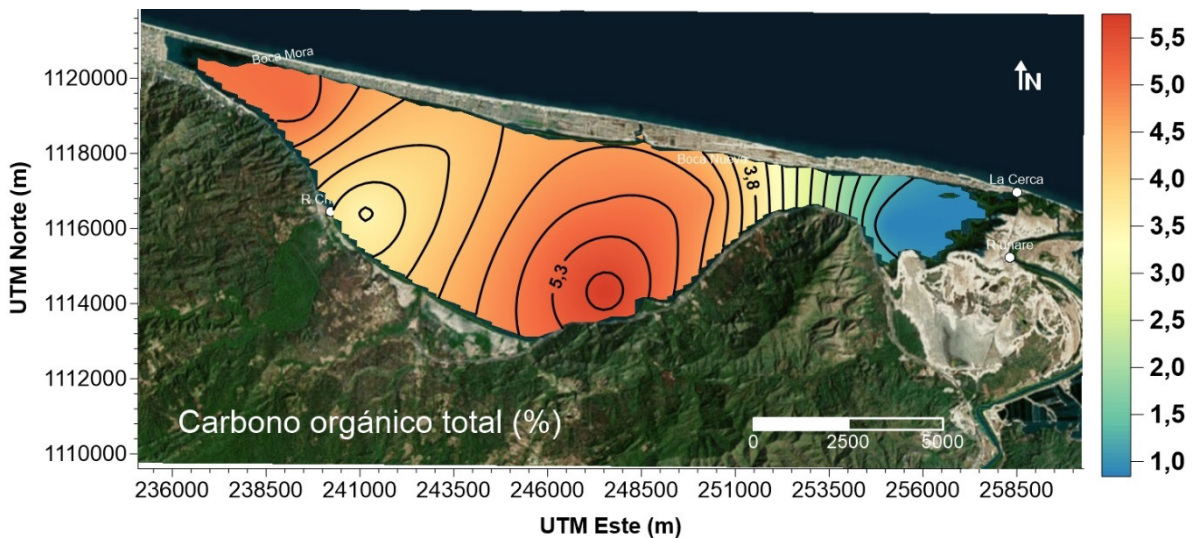 Boca Mora
N
Boca Nueva
La Cerca
R. Ch
R Unare
5,3
3,8
Carbono orgánico total (%)
0 2500 5000
UTM Norte (m)
1120000
1118000
1116000
1114000
1112000
1110000
236000 238500 241000 243500 246000 248500 251000 253500 256000 258500
UTM Este (m)
5,5
5,0
4,5
4,0
3,5
3,0
2,5
2,0
1,5
1,0